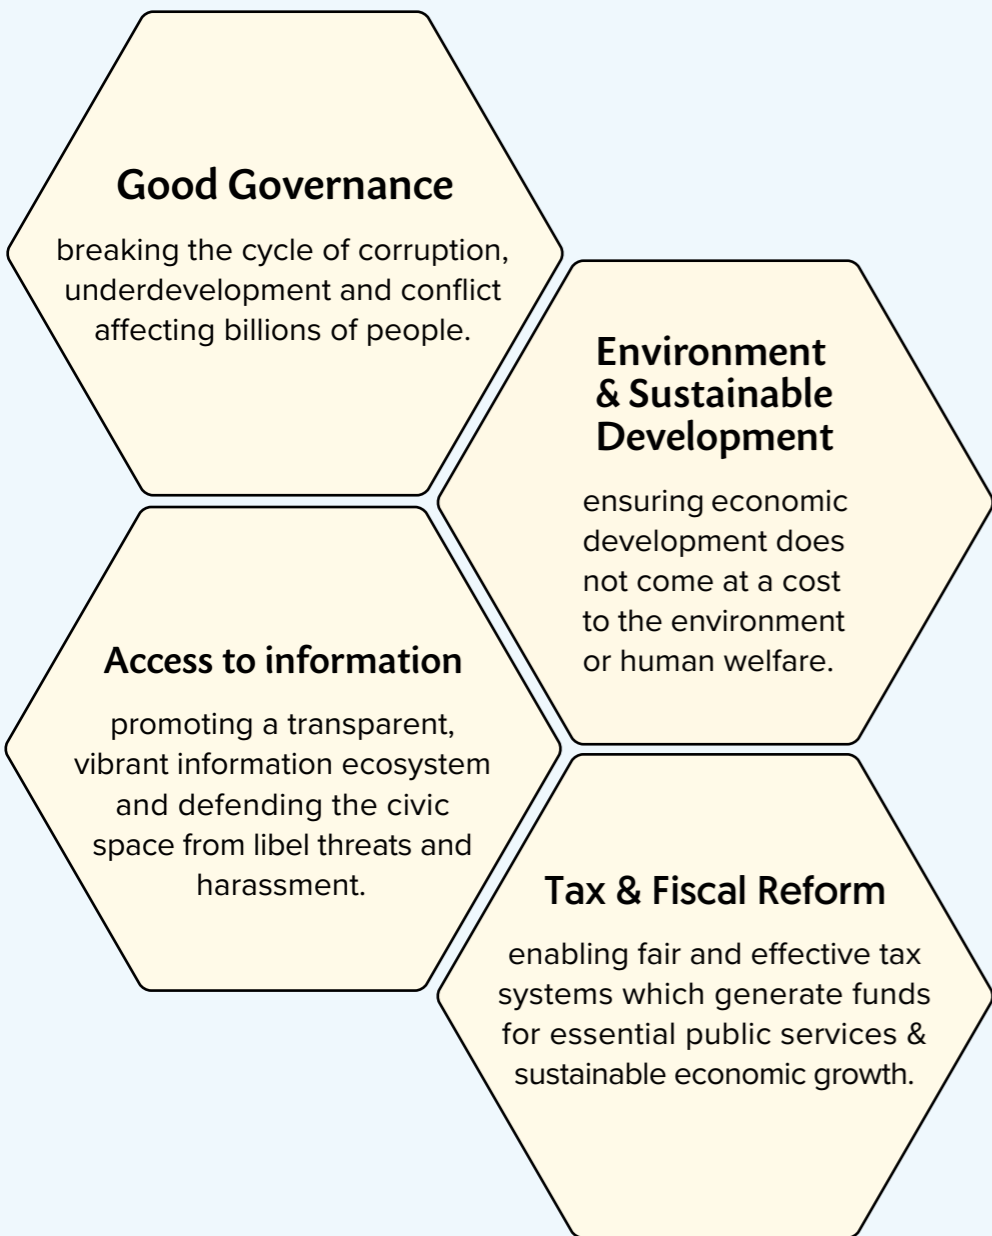 Good Governance
breaking the cycle of corruption,
underdevelopment and conflict
affecting billions of people.
Environment
& Sustainable
Development
ensuring economic
development does
not come at a cost
to the environment
or human welfare.
Access to information
promoting a transparent,
vibrant information ecosystem
and defending the civic
space from libel threats and
harassment.
Tax & Fiscal Reform
enabling fair and effective tax
systems which generate funds
for essential public services &
sustainable economic growth.